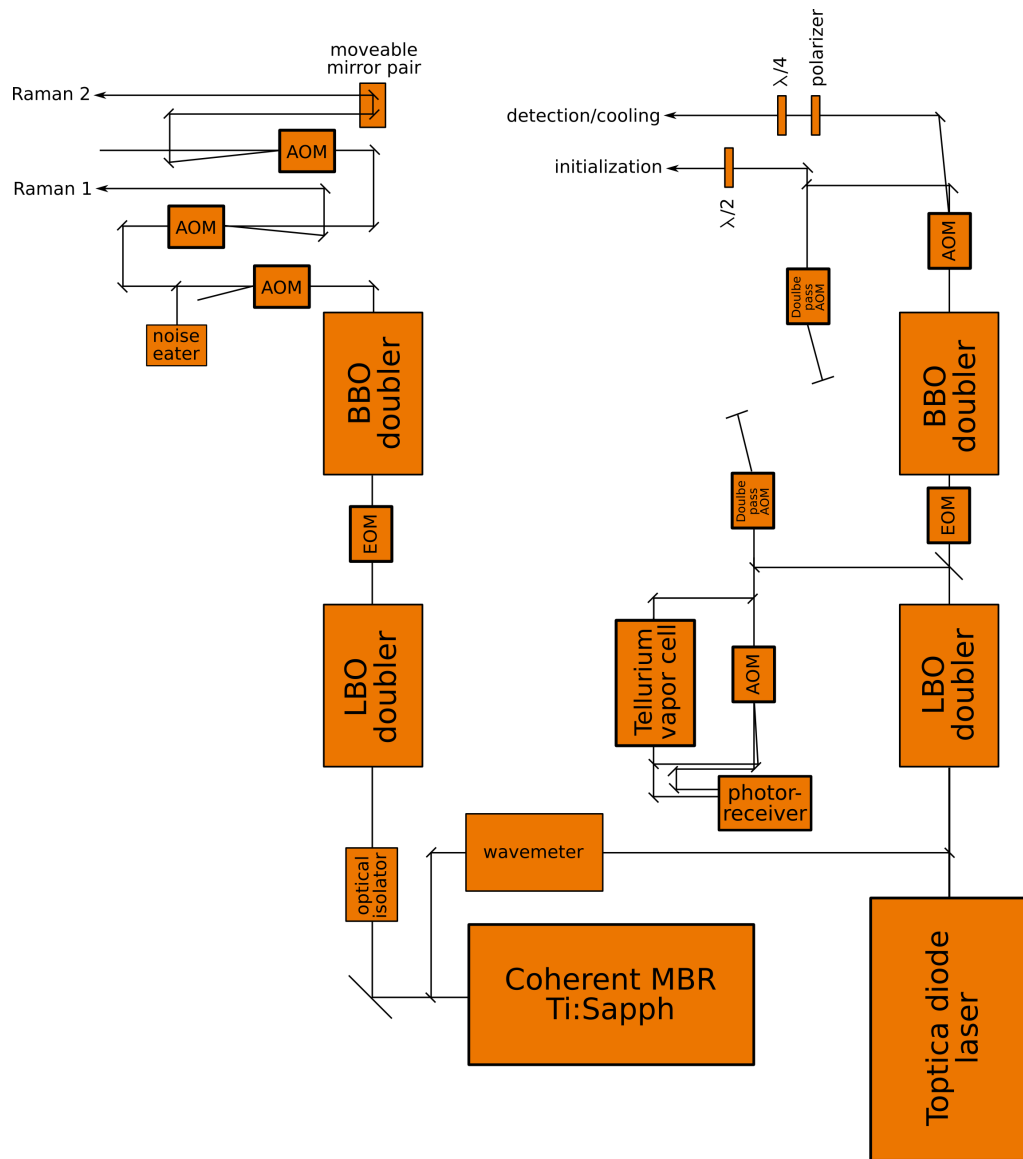 moveable
mirror pair
Raman 2
AOM
Raman 1
AOM
AOM
noise
eater
BBO
doubler
EOM
LBO
doubler
optical
isolator
Coherent MBR
Ti:Sapph
wavemeter
λ/4
polarizer
detection/cooling
initialization
λ/2
AOM
Doulbe
pass
AOM
BBO
doubler
EOM
Doulbe
pass
AOM
Tellurium
vapor cell
AOM
LBO
doubler
photor-
receiver
Toptica diode
laser